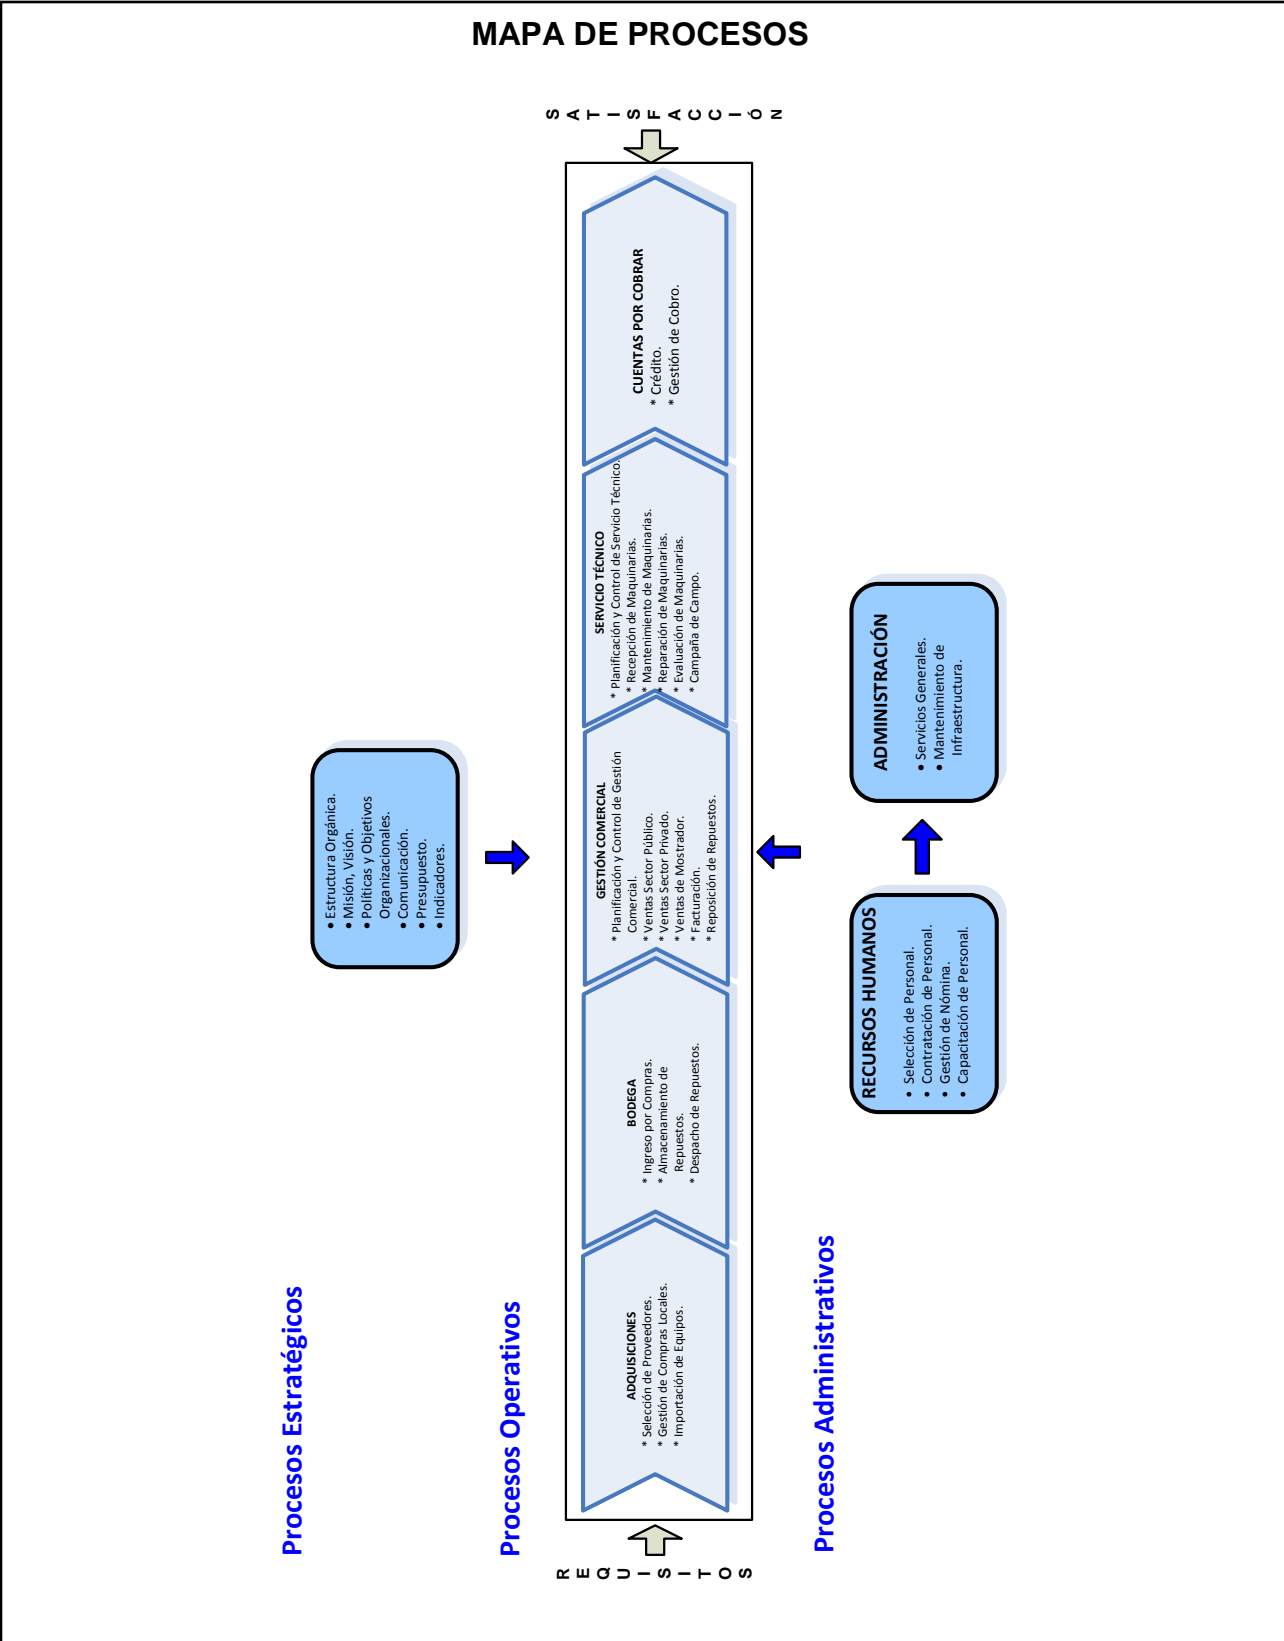 MAPA DE PROCESOS
Procesos Estratégicos
• Estructura Orgánica.
• Misión, Visión.
• Políticas y Objetivos
Organizacionales.
• Comunicación.
• Presupuesto.
• Indicadores.
Procesos Operativos
REQUISITOS
ADQUISICIONES
* Selección de Proveedores.
* Gestión de Compras Locales.
* Importación de Equipos.
BODEGA
* Ingreso por Compras.
* Almacenamiento de
Repuestos.
* Despacho de Repuestos.
GESTIÓN COMERCIAL
* Planificación y Control de Gestión
Comercial.
* Ventas Sector Público.
* Ventas Sector Privado.
* Ventas de Mostrador.
* Facturación.
* Reposición de Repuestos.
SERVICIO TÉCNICO
* Planificación y Control de Servicio Técnico.
* Recepción de Maquinarias.
* Mantenimiento de Maquinarias.
* Reparación de Maquinarias.
* Evaluación de Maquinarias.
* Campaña de Campo.
CUENTAS POR COBRAR
* Crédito.
* Gestión de Cobro.
SATISFACCIÓN
Procesos Administrativos
RECURSOS HUMANOS
• Selección de Personal.
• Contratación de Personal.
• Gestión de Nómina.
• Capacitación de Personal.
ADMINISTRACIÓN
• Servicios Generales.
• Mantenimiento de
Infraestructura.